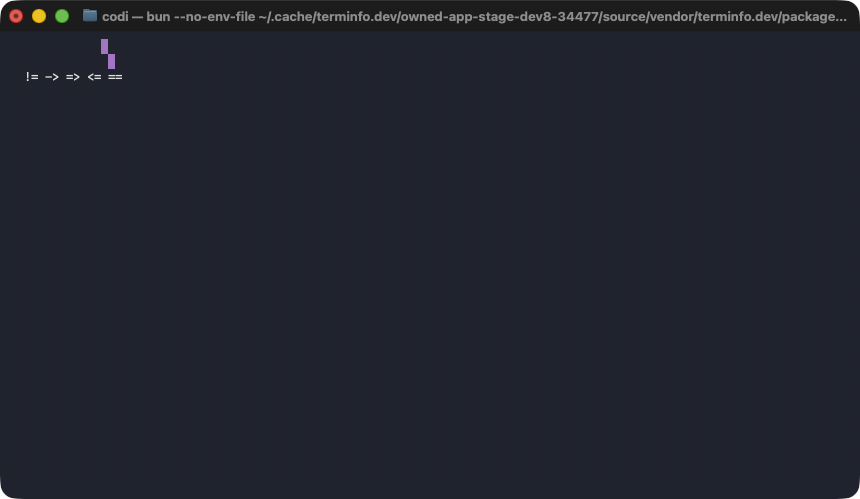 codi — bun --no-env-file ~/.cache/terminfo.dev/owned-app-stage-dev8-34477/source/vendor/terminfo.dev/package...
!= -> => <= ==